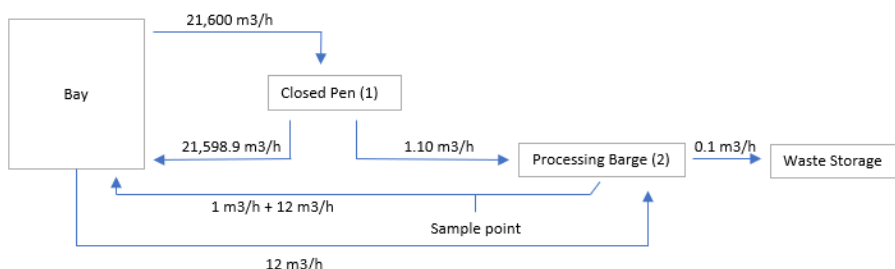 21,600 m3/h
Bay
Closed Pen (1)
21,598.9 m3/h
1.10 m3/h
Processing Barge (2)
0.1 m3/h
Waste Storage
1 m3/h + 12 m3/h
Sample point
12 m3/h